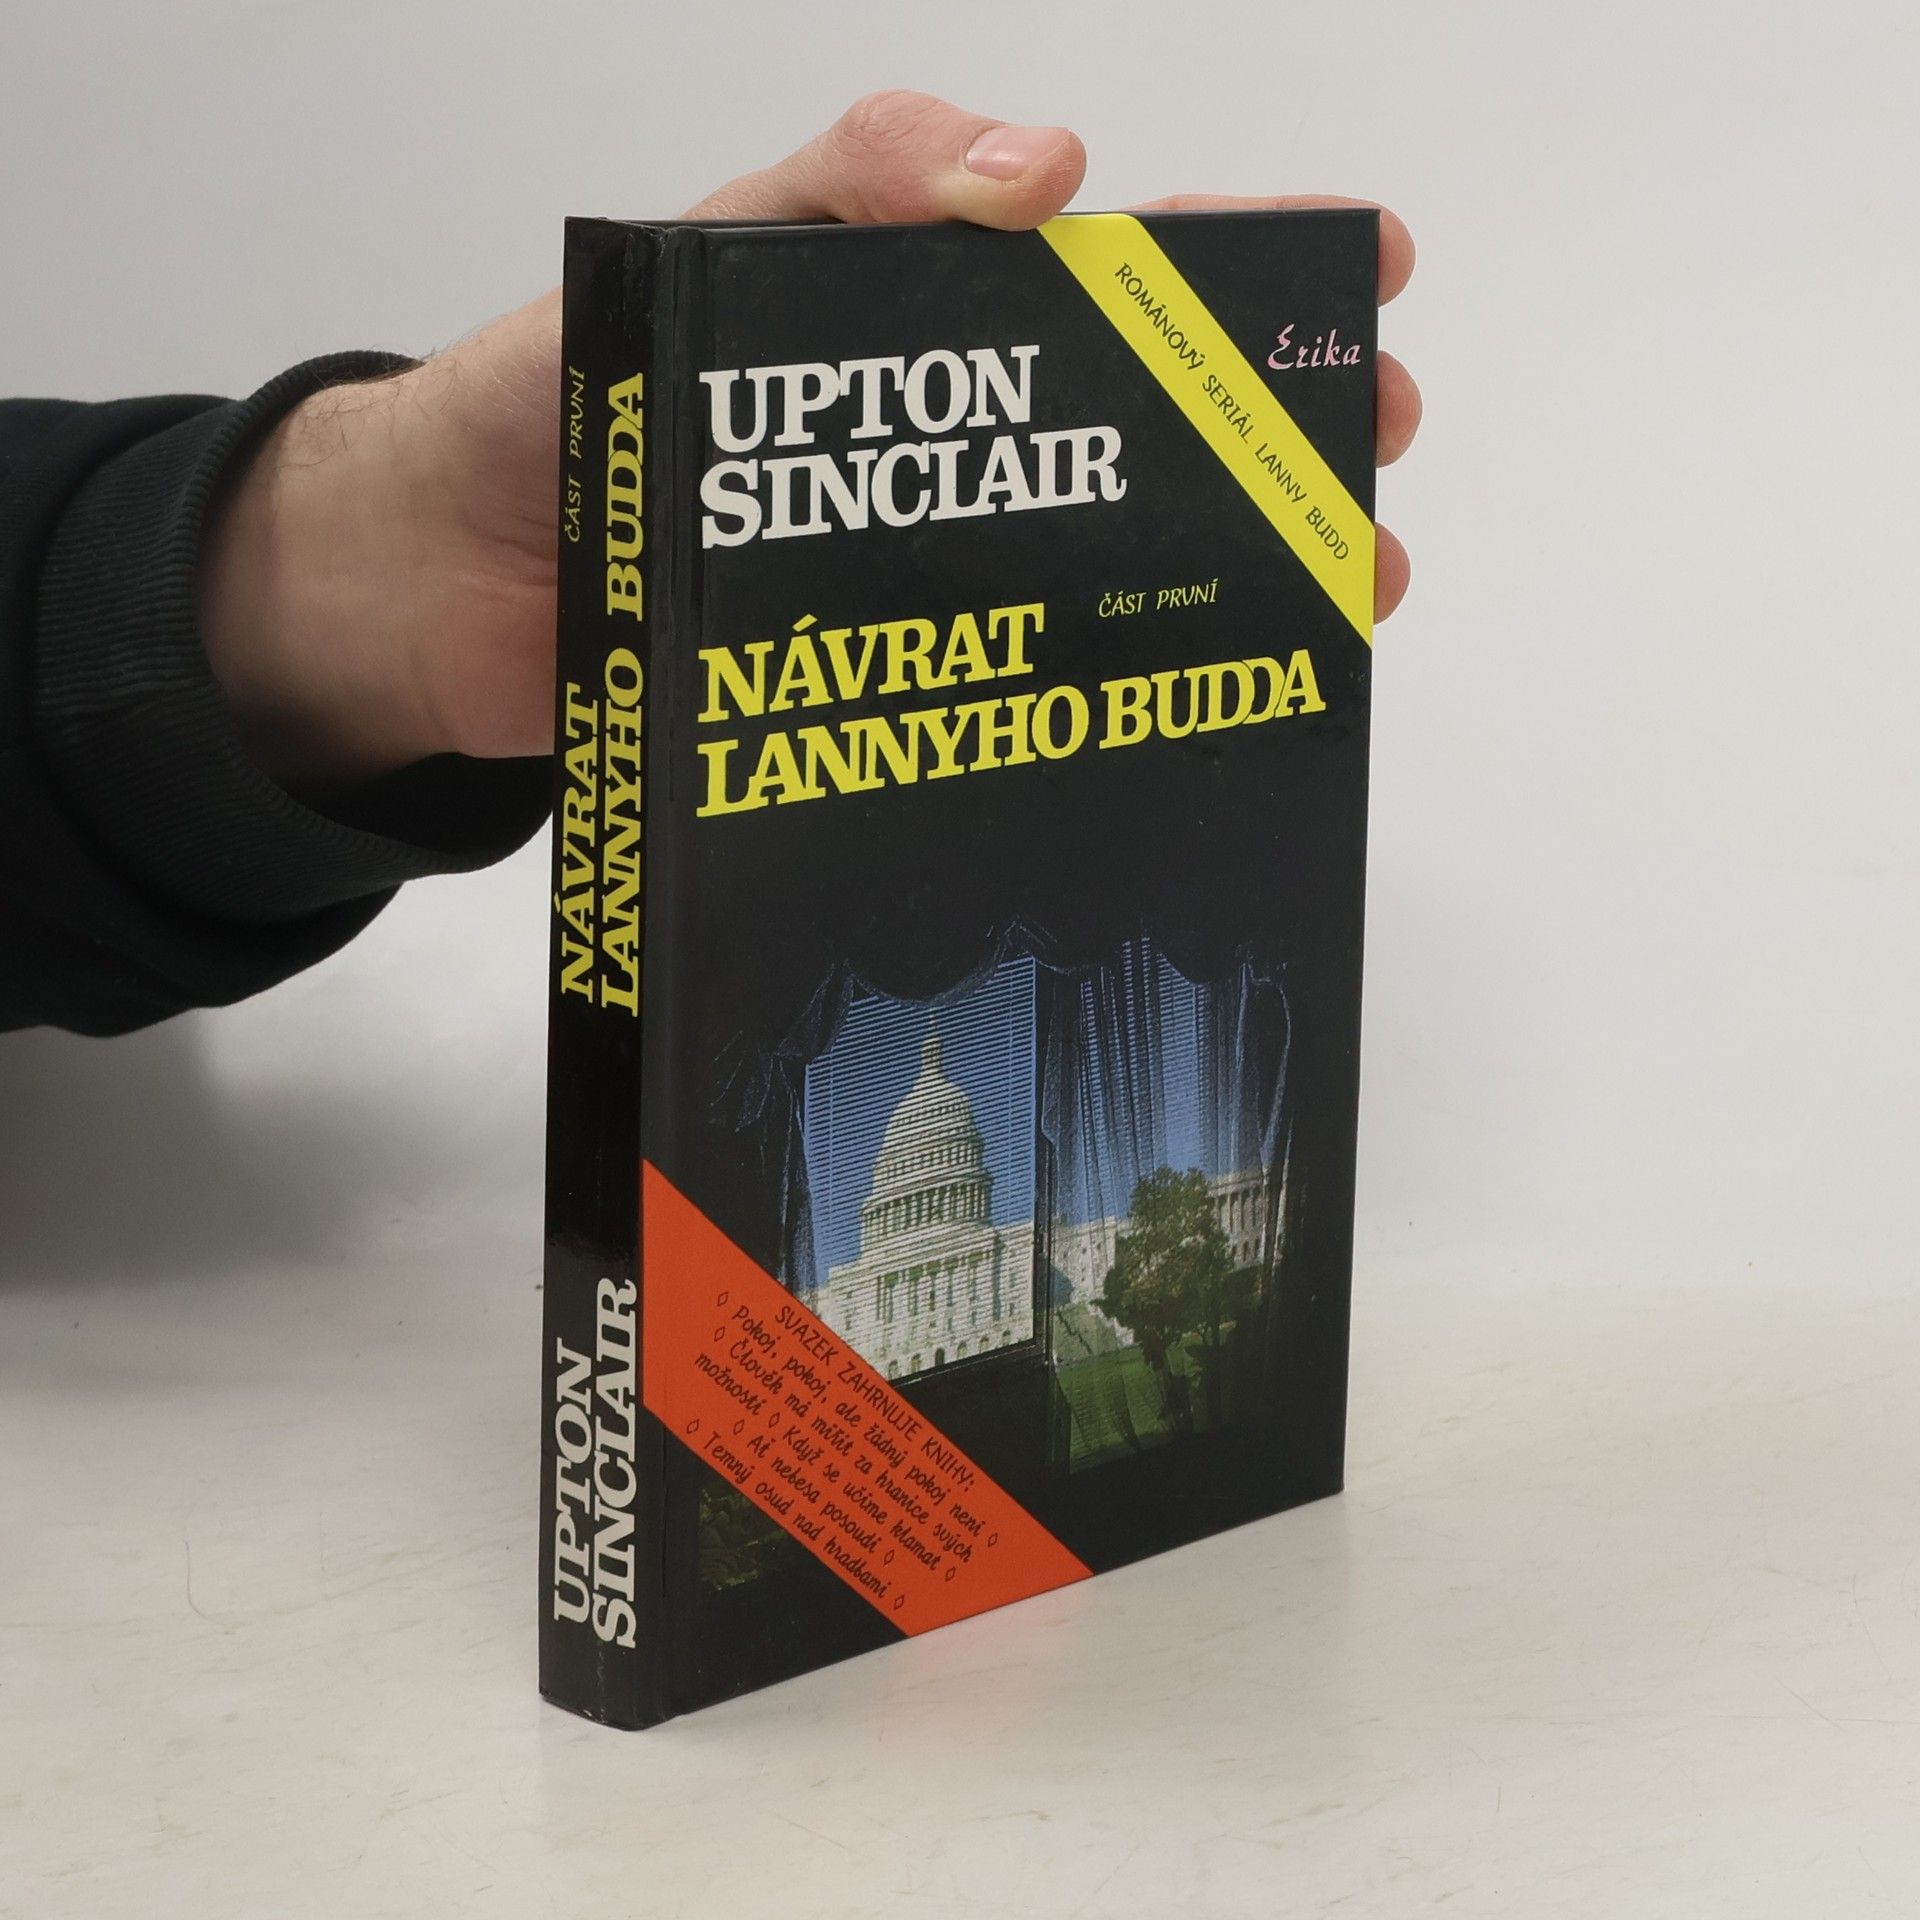 ČÁST PRVNÍ
NÁVRAT
LANNYHO BUDDA
UPTON
SINCLAIR
ROMÁNOVÝ SERIÁL LANNY BUDD
Erika
UPTON
SINCLAIR
ČÁST PRVNÍ
NÁVRAT
LANNYHO BUDDA
SVAZEK ZAHRNUJE KNIHY:
◊ Pokoj, pokoj, ale žádný pokoj není ◊
◊ Člověk má mířit za hranice svých
možností ◊ Když se učíme klamat ◊
◊ Ať nebesa posoudí ◊
◊ Temný osud nad hradbami ◊